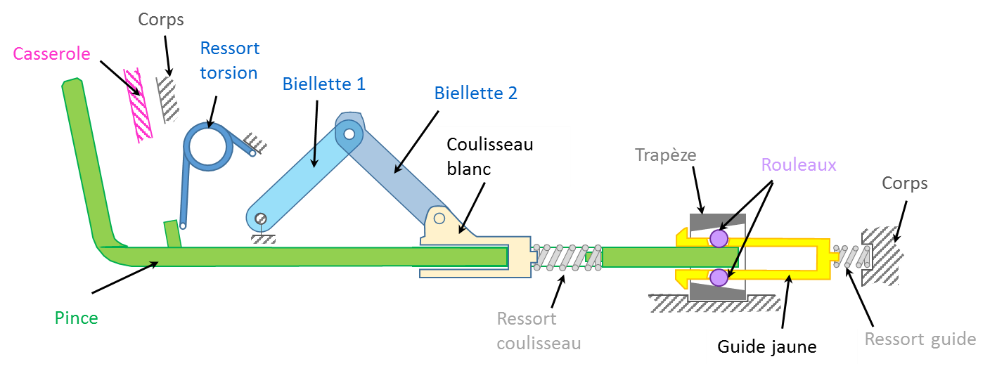 Corps
Casserole
Ressort
torsion
Biellette 1
Biellette 2
Coulisseau
blanc
Trapèze
Rouleaux
Corps
Pince
Ressort
coulisseau
Guide jaune
Ressort guide